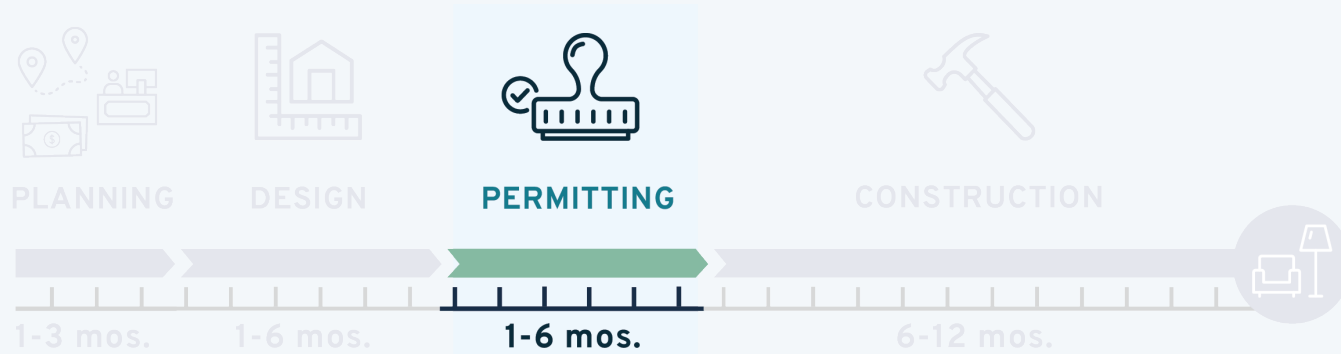 PLANNING
DESIGN
PERMITTING
CONSTRUCTION
1-3 mos.
1-6 mos.
1-6 mos.
6-12 mos.